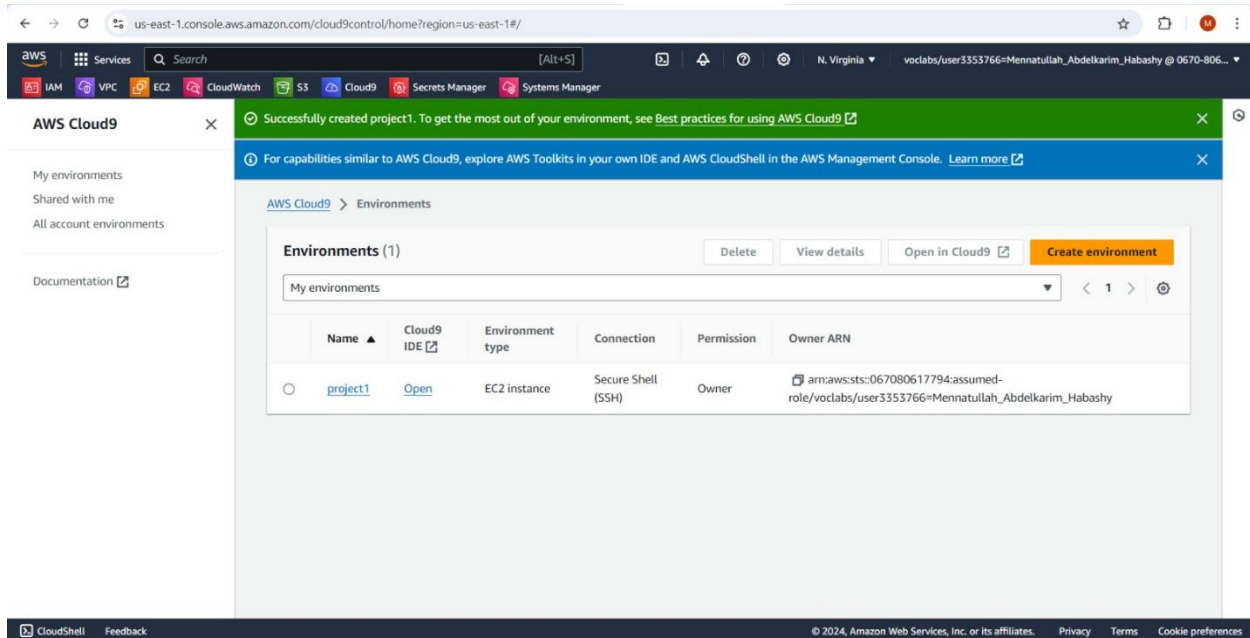 us-east-1.console.aws.amazon.com/cloud9control/home?region=us-east-1#/
M
aws Services Search [Alt+S] N. Virginia ▼ voclabs/user3353766=Mennatullah_Abdelkarim_Habashy @ 0670-806... ▼
IAM VPC EC2 CloudWatch S3 Cloud9 Secrets Manager Systems Manager
AWS Cloud9
My environments
Shared with me
All account environments
Documentation
Successfully created project1. To get the most out of your environment, see Best practices for using AWS Cloud9
For capabilities similar to AWS Cloud9, explore AWS Toolkits in your own IDE and AWS CloudShell in the AWS Management Console. Learn more
AWS Cloud9 > Environments
Environments (1) Delete View details Open in Cloud9 Create environment
My environments ▼ < 1 >
Name ▲ Cloud9 IDE Environment type Connection Permission Owner ARN
project1 Open EC2 instance Secure Shell (SSH) Owner arn:aws:sts::067080617794:assumed-
role/voclabs/user3353766=Mennatullah_Abdelkarim_Habashy
CloudShell Feedback © 2024, Amazon Web Services, Inc. or its affiliates. Privacy Terms Cookie preferences